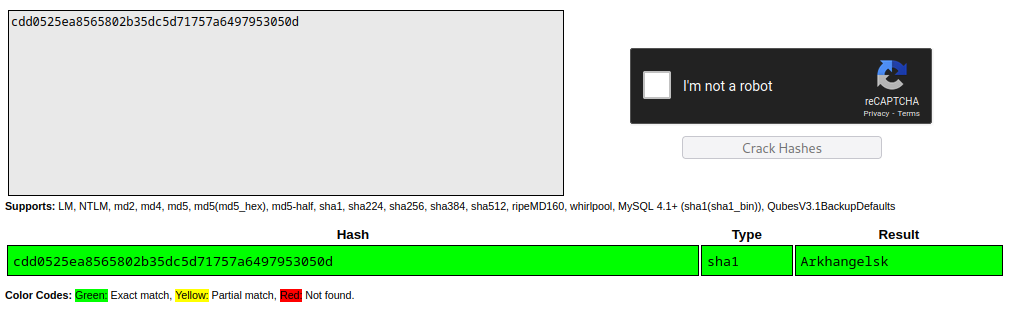 cdd0525ea8565802b35dc5d71757a6497953050d
I'm not a robot
reCAPTCHA
Privacy - Terms
Crack Hashes
Supports: LM, NTLM, md2, md4, md5, md5(md5_hex), md5-half, sha1, sha224, sha256, sha384, sha512, ripeMD160, whirlpool, MySQL 4.1+ (sha1(sha1_bin)), QubesV3.1BackupDefaults
Hash Type Result
cdd0525ea8565802b35dc5d71757a6497953050d sha1 Arkhangelsk
Color Codes: Green: Exact match, Yellow: Partial match, Red: Not found.